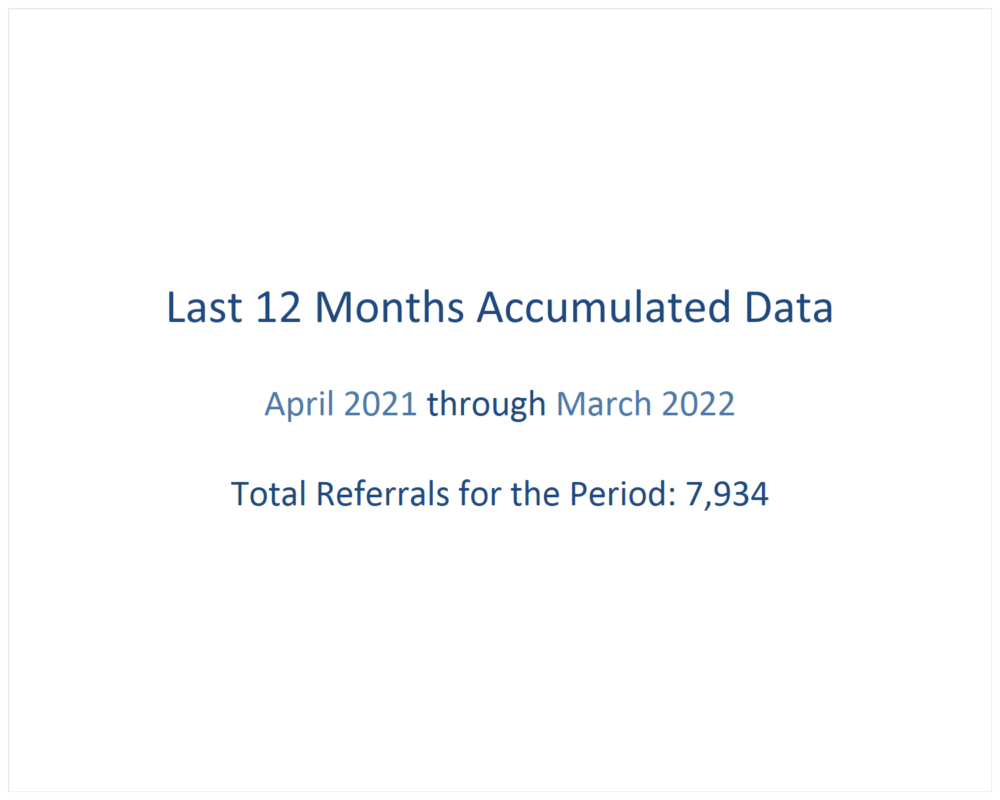 Last 12 Months Accumulated Data
April 2021 through March 2022
Total Referrals for the Period: 7,934